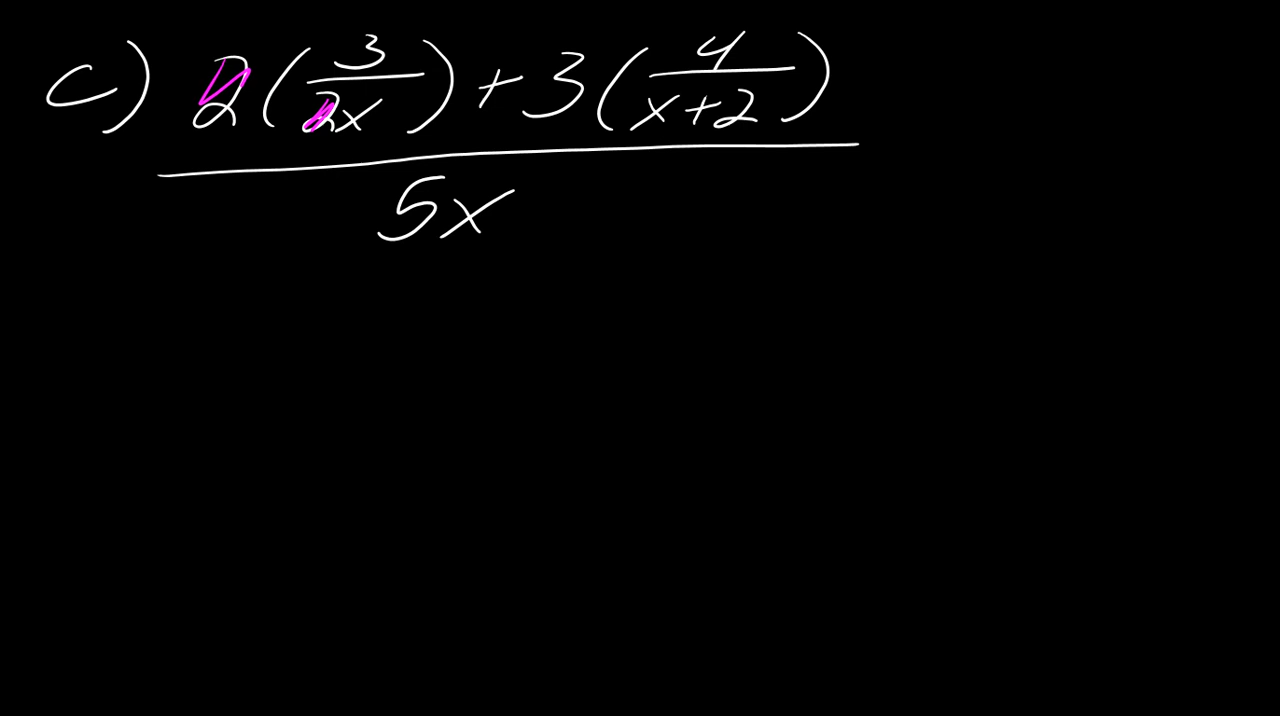 c) 2(3/2x) + 3(4/x+2)
5x